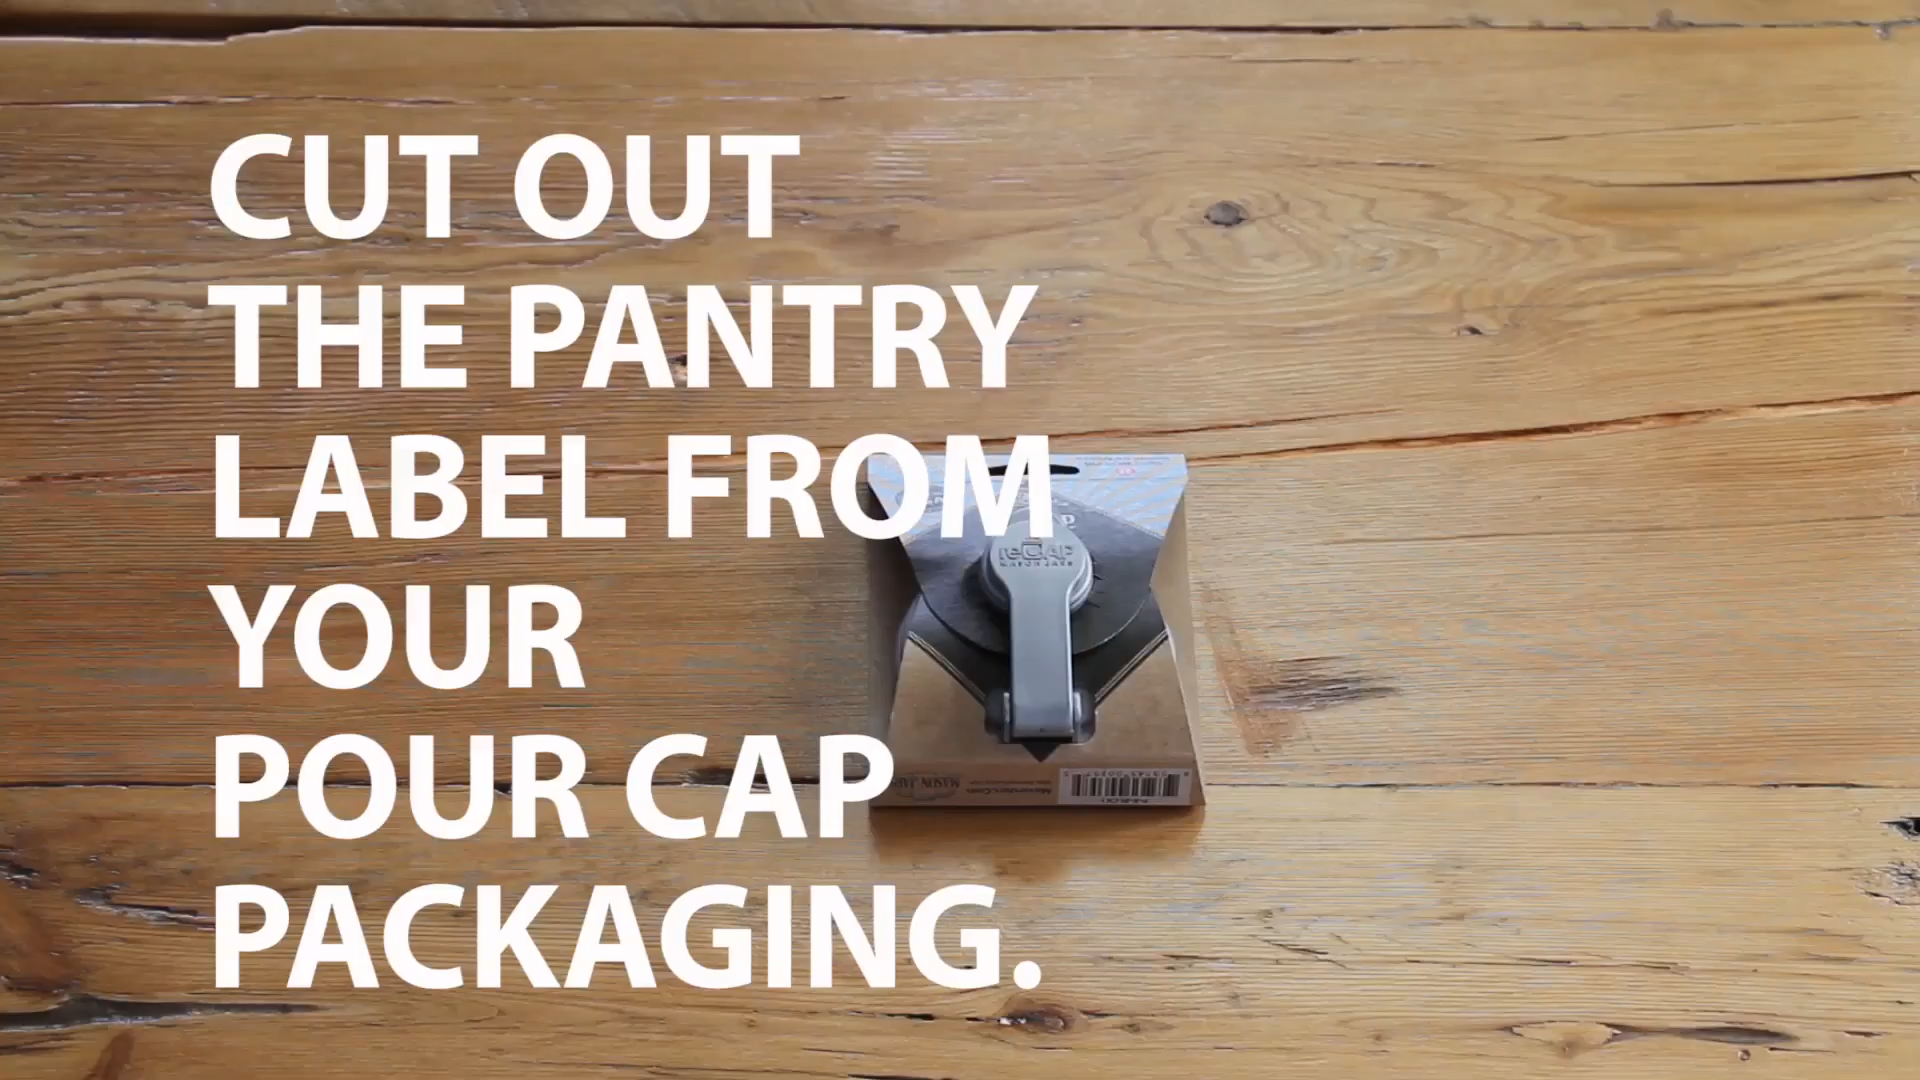 CUT OUT
THE PANTRY
LABEL FROM
YOUR
POUR CAP
PACKAGING.
reCAP
MASON JARS